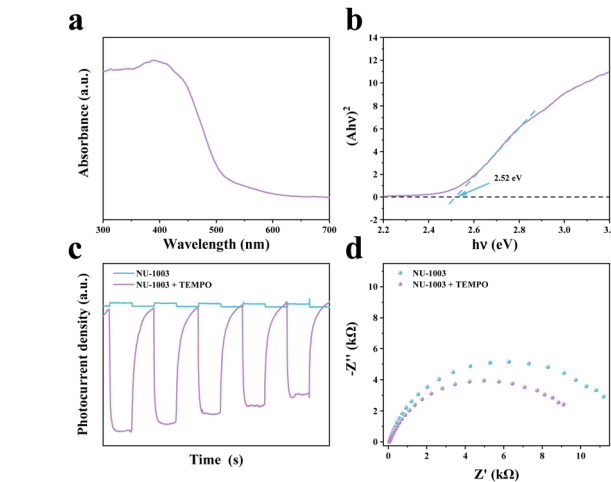 a
Absorbance (a.u.)
300 400 500 600 700
Wavelength (nm)
b
(Ahν)²
14
12
10
8
6
4
2
0
-2
2.52 eV
2.2 2.4 2.6 2.8 3.0 3.
hν (eV)
c
NU-1003
NU-1003 + TEMPO
Photocurrent density (a.u.)
Time (s)
d
NU-1003
NU-1003 + TEMPO
-Z'' (kΩ)
10
8
6
4
2
0
0 2 4 6 8 10
Z' (kΩ)